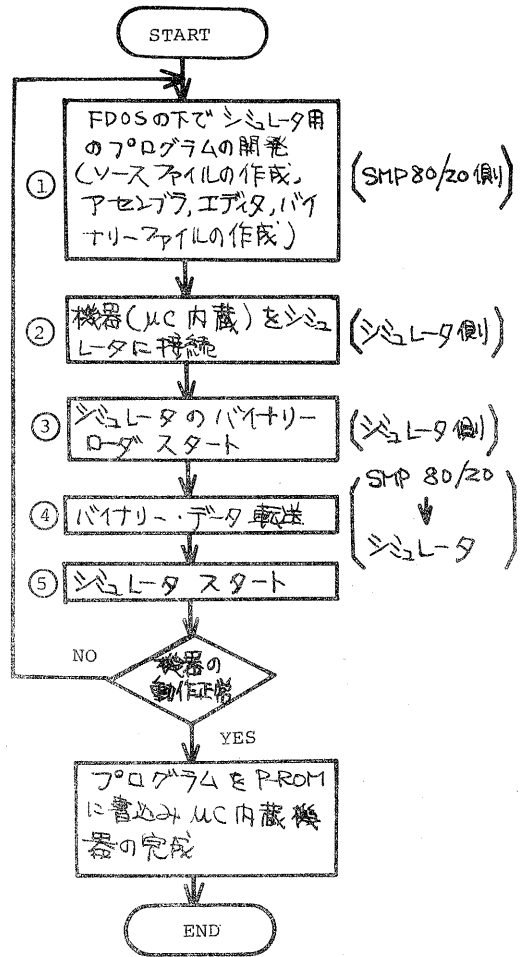 START
FDOSの下でシミュレータ用
のプログラムの開発
(ソースファイルの作成,
アーセンブラ,エディタ,バイ
ナリーファイルの作成)
①
(SMP80/20側)
②
機器(μC内蔵)をシミュ
レータに接続
(シミュレータ側)
③
シミュレータのバイナリー
ローダスタート
(シミュレータ側)
④
バイナリー・データ転送
(SMP 80/20
↓
シミュレータ)
⑤
シミュレータ スタート
機器の
動作正常
NO
YES
プログラムをP-ROM
に書込みμC内蔵機
器の完成
END